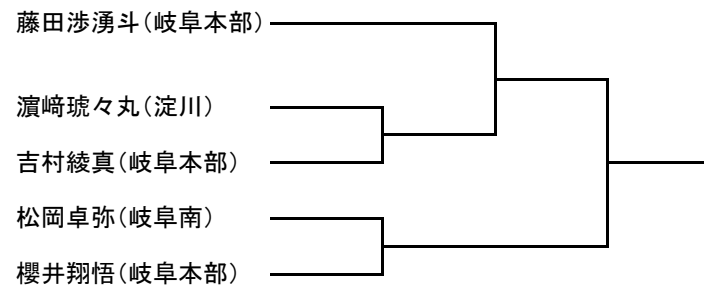 藤田渉湧斗（岐阜本部）
濵﨑琥々丸（淀川）
吉村綾真（岐阜本部）
松岡卓弥（岐阜南）
櫻井翔悟（岐阜本部）